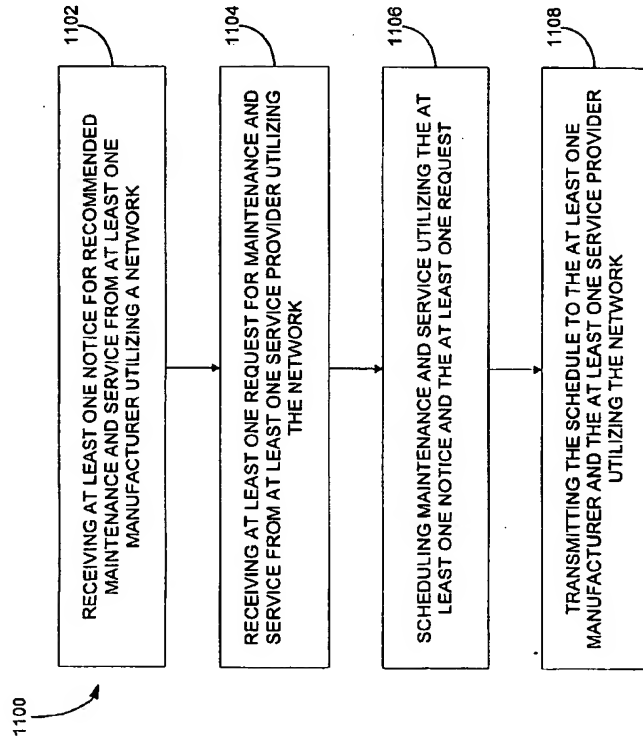 1100
1102
RECEIVING AT LEAST ONE NOTICE FOR RECOMMENDED
MAINTENANCE AND SERVICE FROM AT LEAST ONE
MANUFACTURER UTILIZING A NETWORK
1104
RECEIVING AT LEAST ONE REQUEST FOR MAINTENANCE AND
SERVICE FROM AT LEAST ONE SERVICE PROVIDER UTILIZING
THE NETWORK
1106
SCHEDULING MAINTENANCE AND SERVICE UTILIZING THE AT
LEAST ONE NOTICE AND THE AT LEAST ONE REQUEST
1108
TRANSMITTING THE SCHEDULE TO THE AT LEAST ONE
MANUFACTURER AND THE AT LEAST ONE SERVICE PROVIDER
UTILIZING THE NETWORK